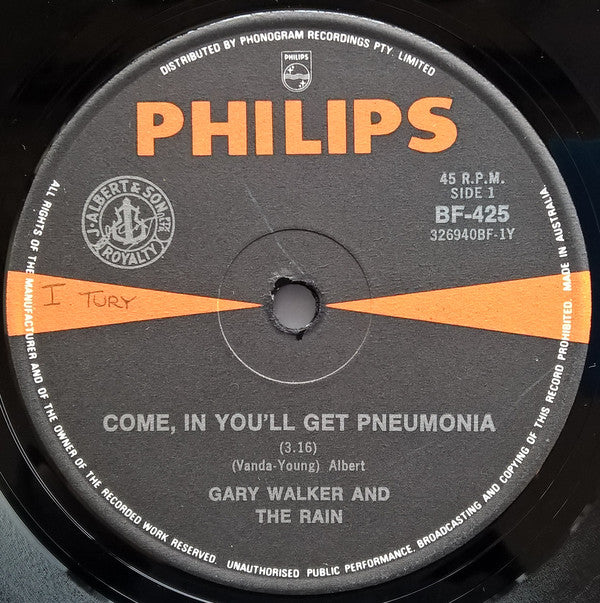 DISTRIBUTED BY PHONOGRAM RECORDINGS PTY. LIMITED
PHILIPS
PHILIPS
J. ALBERT & SON PTY. LTD.
ROYALTY
45 R.P.M.
SIDE 1
BF-425
326940BF-1Y
I TURY
COME, IN YOU'LL GET PNEUMONIA
(3.16)
(Vanda-Young) Albert
GARY WALKER AND
THE RAIN
ALL RIGHTS OF THE MANUFACTURER AND OF THE OWNER OF THE RECORDED WORK RESERVED. UNAUTHORISED PUBLIC PERFORMANCE, BROADCASTING AND COPYING OF THIS RECORD PROHIBITED. MADE IN AUSTRALIA